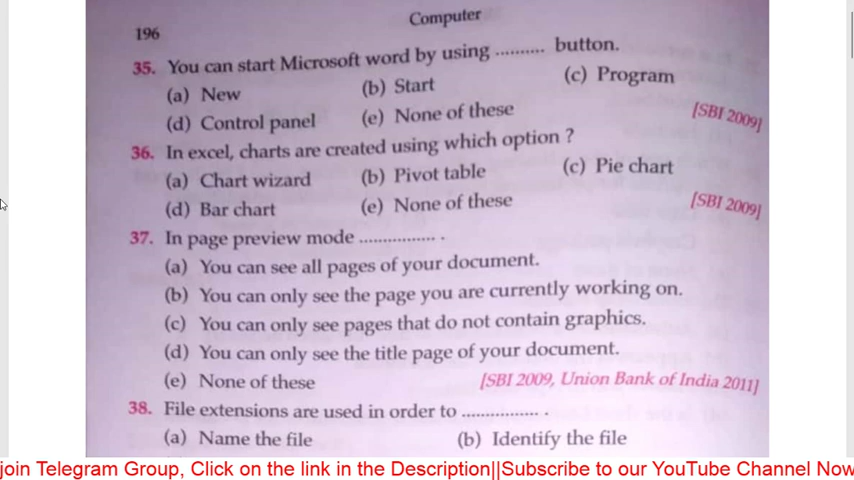 196
Computer
35. You can start Microsoft word by using .......... button.
(a) New (b) Start (c) Program
(d) Control panel (e) None of these [SBI 2009]
36. In excel, charts are created using which option ?
(a) Chart wizard (b) Pivot table (c) Pie chart
(d) Bar chart (e) None of these [SBI 2009]
37. In page preview mode ................ .
(a) You can see all pages of your document.
(b) You can only see the page you are currently working on.
(c) You can only see pages that do not contain graphics.
(d) You can only see the title page of your document.
(e) None of these [SBI 2009, Union Bank of India 2011]
38. File extensions are used in order to ................ .
(a) Name the file (b) Identify the file
join Telegram Group, Click on the link in the Description||Subscribe to our YouTube Channel Now